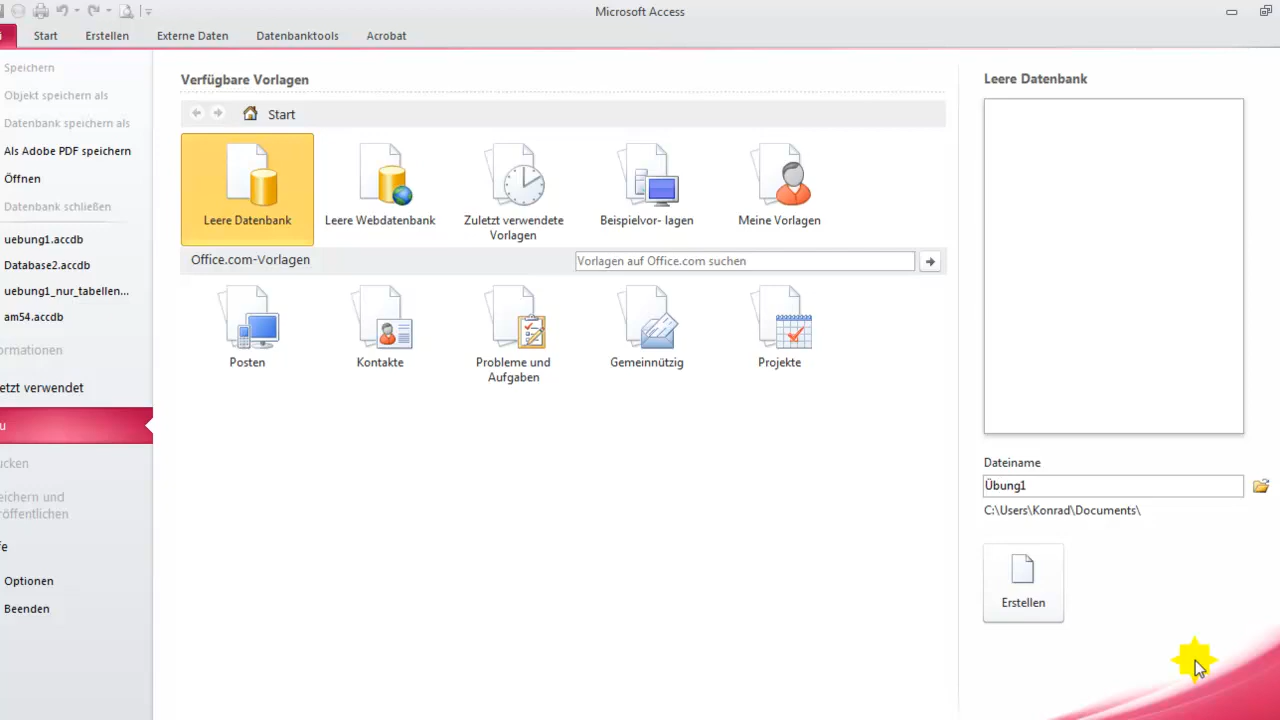 Microsoft Access
Start
Erstellen
Externe Daten
Datenbanktools
Acrobat
Speichern
Objekt speichern als
Datenbank speichern als
Als Adobe PDF speichern
Öffnen
Datenbank schließen
uebung1.accdb
Database2.accdb
uebung1_nur_tabellen...
am54.accdb
ormationen
etzt verwendet
u
ucken
eichern und
röffentlichen
fe
Optionen
Beenden
Verfügbare Vorlagen
Start
Leere Datenbank
Leere Webdatenbank
Zuletzt verwendete
Vorlagen
Beispielvor- lagen
Meine Vorlagen
Office.com-Vorlagen
Vorlagen auf Office.com suchen
Posten
Kontakte
Probleme und
Aufgaben
Gemeinnützig
Projekte
Leere Datenbank
Dateiname
Übung1
C:\Users\Konrad\Documents\
Erstellen